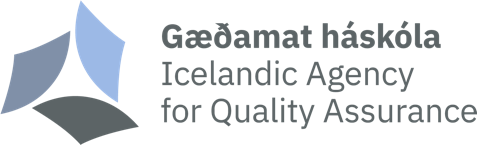 Gæðamat háskóla
Icelandic Agency
for Quality Assurance